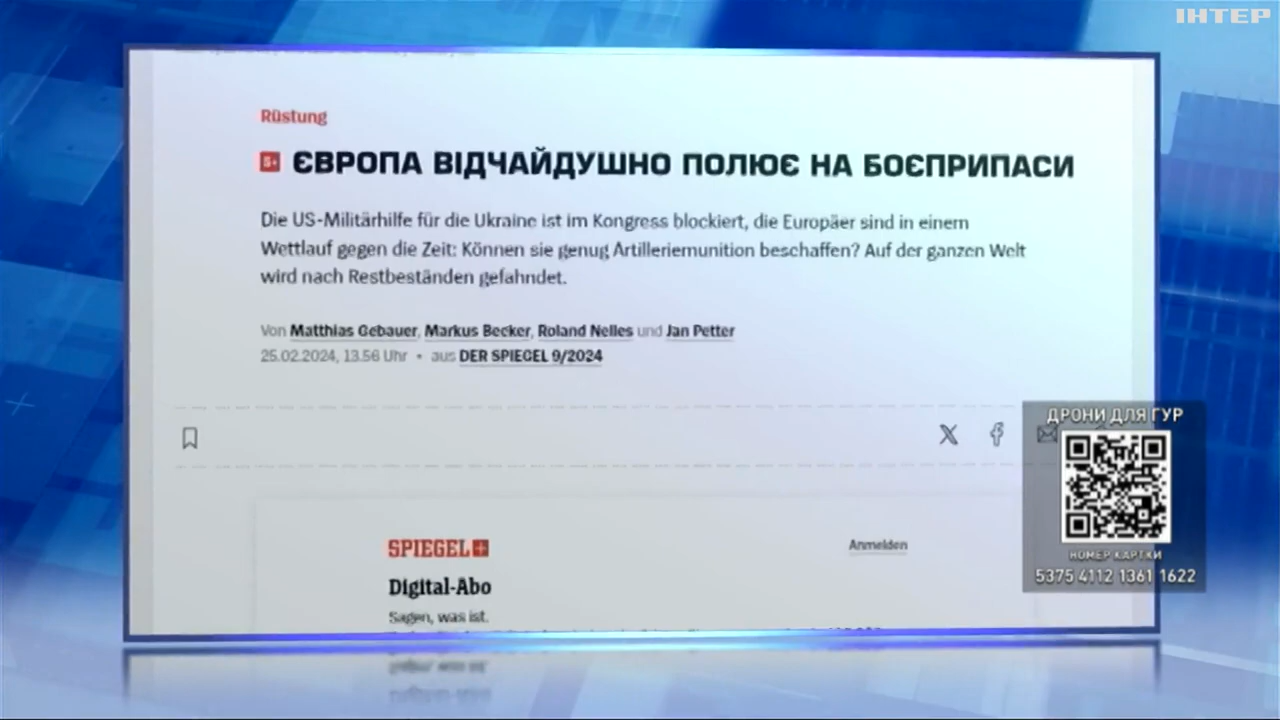 ІНТЕР
Rüstung
S+ ЄВРОПА ВІДЧАЙДУШНО ПОЛЮЄ НА БОЄПРИПАСИ
Die US-Militärhilfe für die Ukraine ist im Kongress blockiert, die Europäer sind in einem
Wettlauf gegen die Zeit: Können sie genug Artilleriemunition beschaffen? Auf der ganzen Welt
wird nach Restbeständen gefahndet.
Von Matthias Gebauer, Markus Becker, Roland Nelles und Jan Petter
25.02.2024, 13.56 Uhr • aus DER SPIEGEL 9/2024
ДРОНИ ДЛЯ ГУР
НОМЕР КАРТКИ
5375 4112 1361 1622
SPIEGEL+
Anmelden
Digital-Abo
Sagen, was ist.